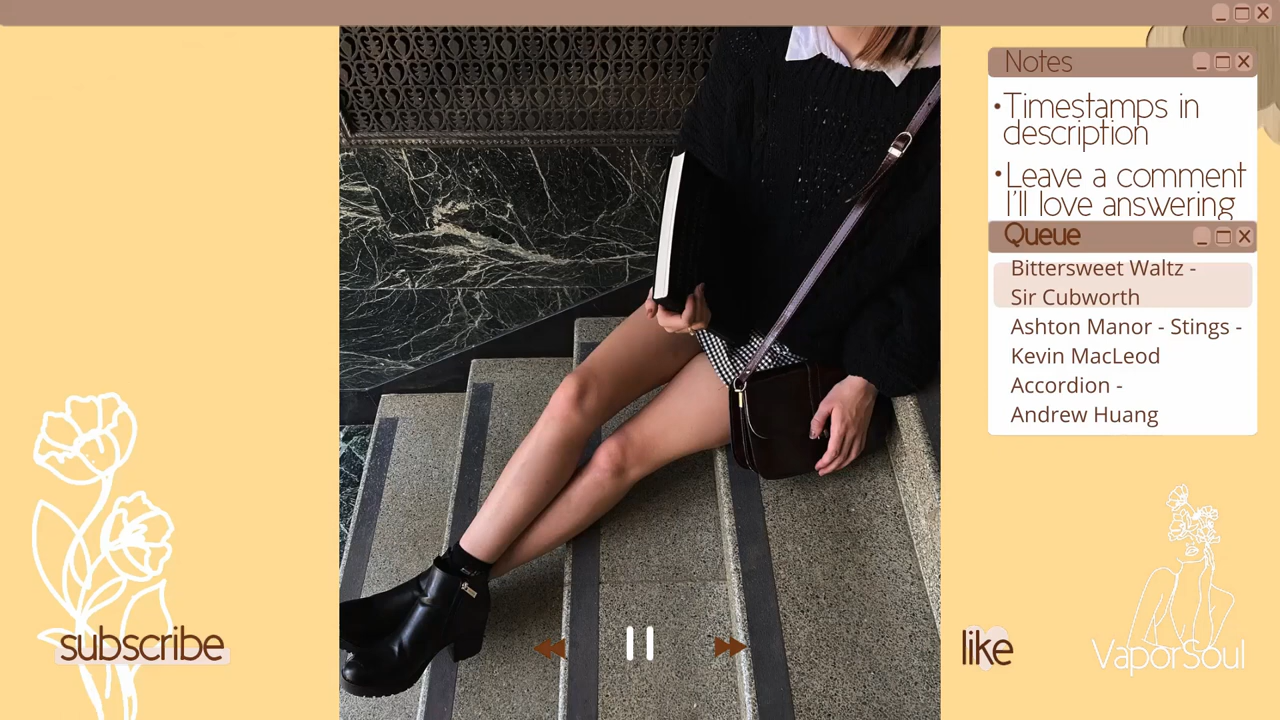 Notes
•Timestamps in
description
•Leave a comment
I'll love answering
Queue
Bittersweet Waltz -
Sir Cubworth
Ashton Manor - Stings -
Kevin MacLeod
Accordion -
Andrew Huang
subscribe
like
VaporSoul